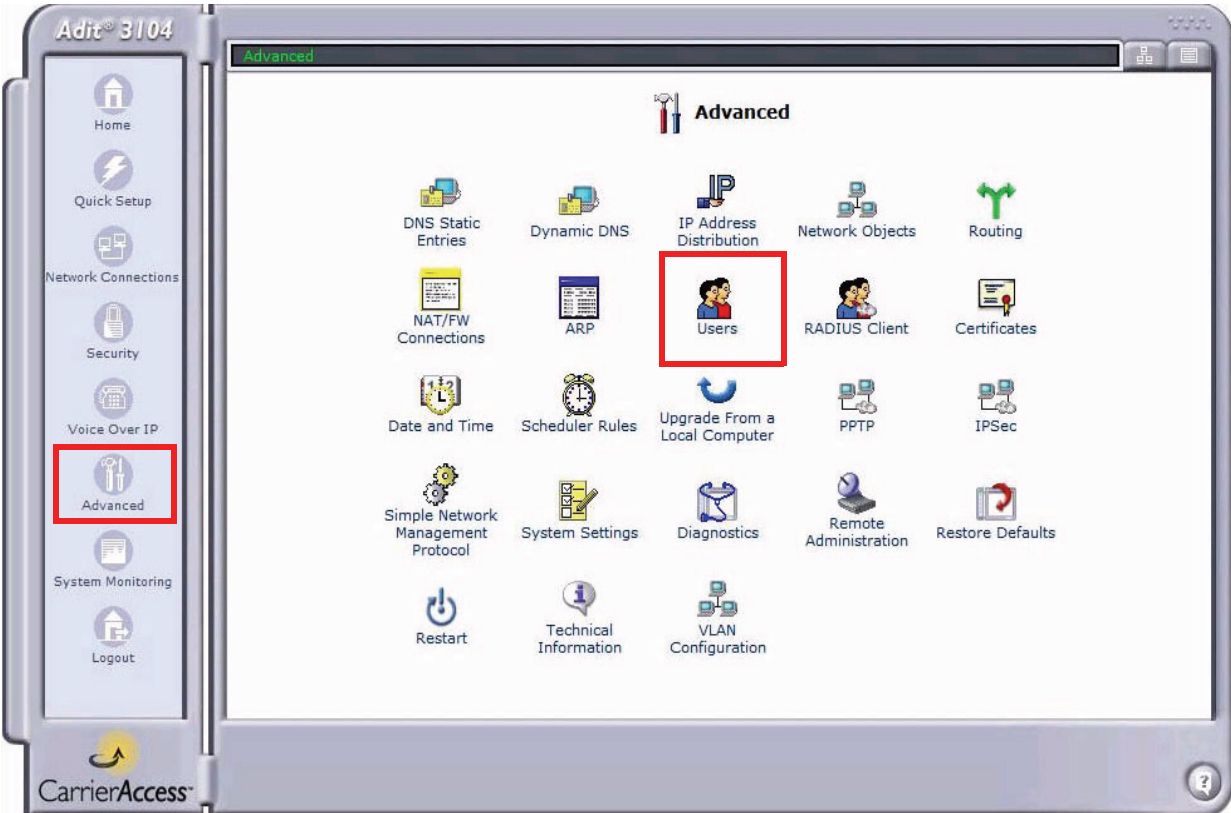 Adit® 3104
Advanced
Home
Quick Setup
Network Connections
Security
Voice Over IP
Advanced
System Monitoring
Logout
CarrierAccess™
Advanced
DNS Static
Entries
Dynamic DNS
IP
IP Address
Distribution
Network Objects
Routing
NAT/FW
Connections
ARP
Users
RADIUS Client
Certificates
Date and Time
Scheduler Rules
Upgrade From a
Local Computer
PPTP
IPSec
Simple Network
Management
Protocol
System Settings
Diagnostics
Remote
Administration
Restore Defaults
Restart
Technical
Information
VLAN
Configuration
?